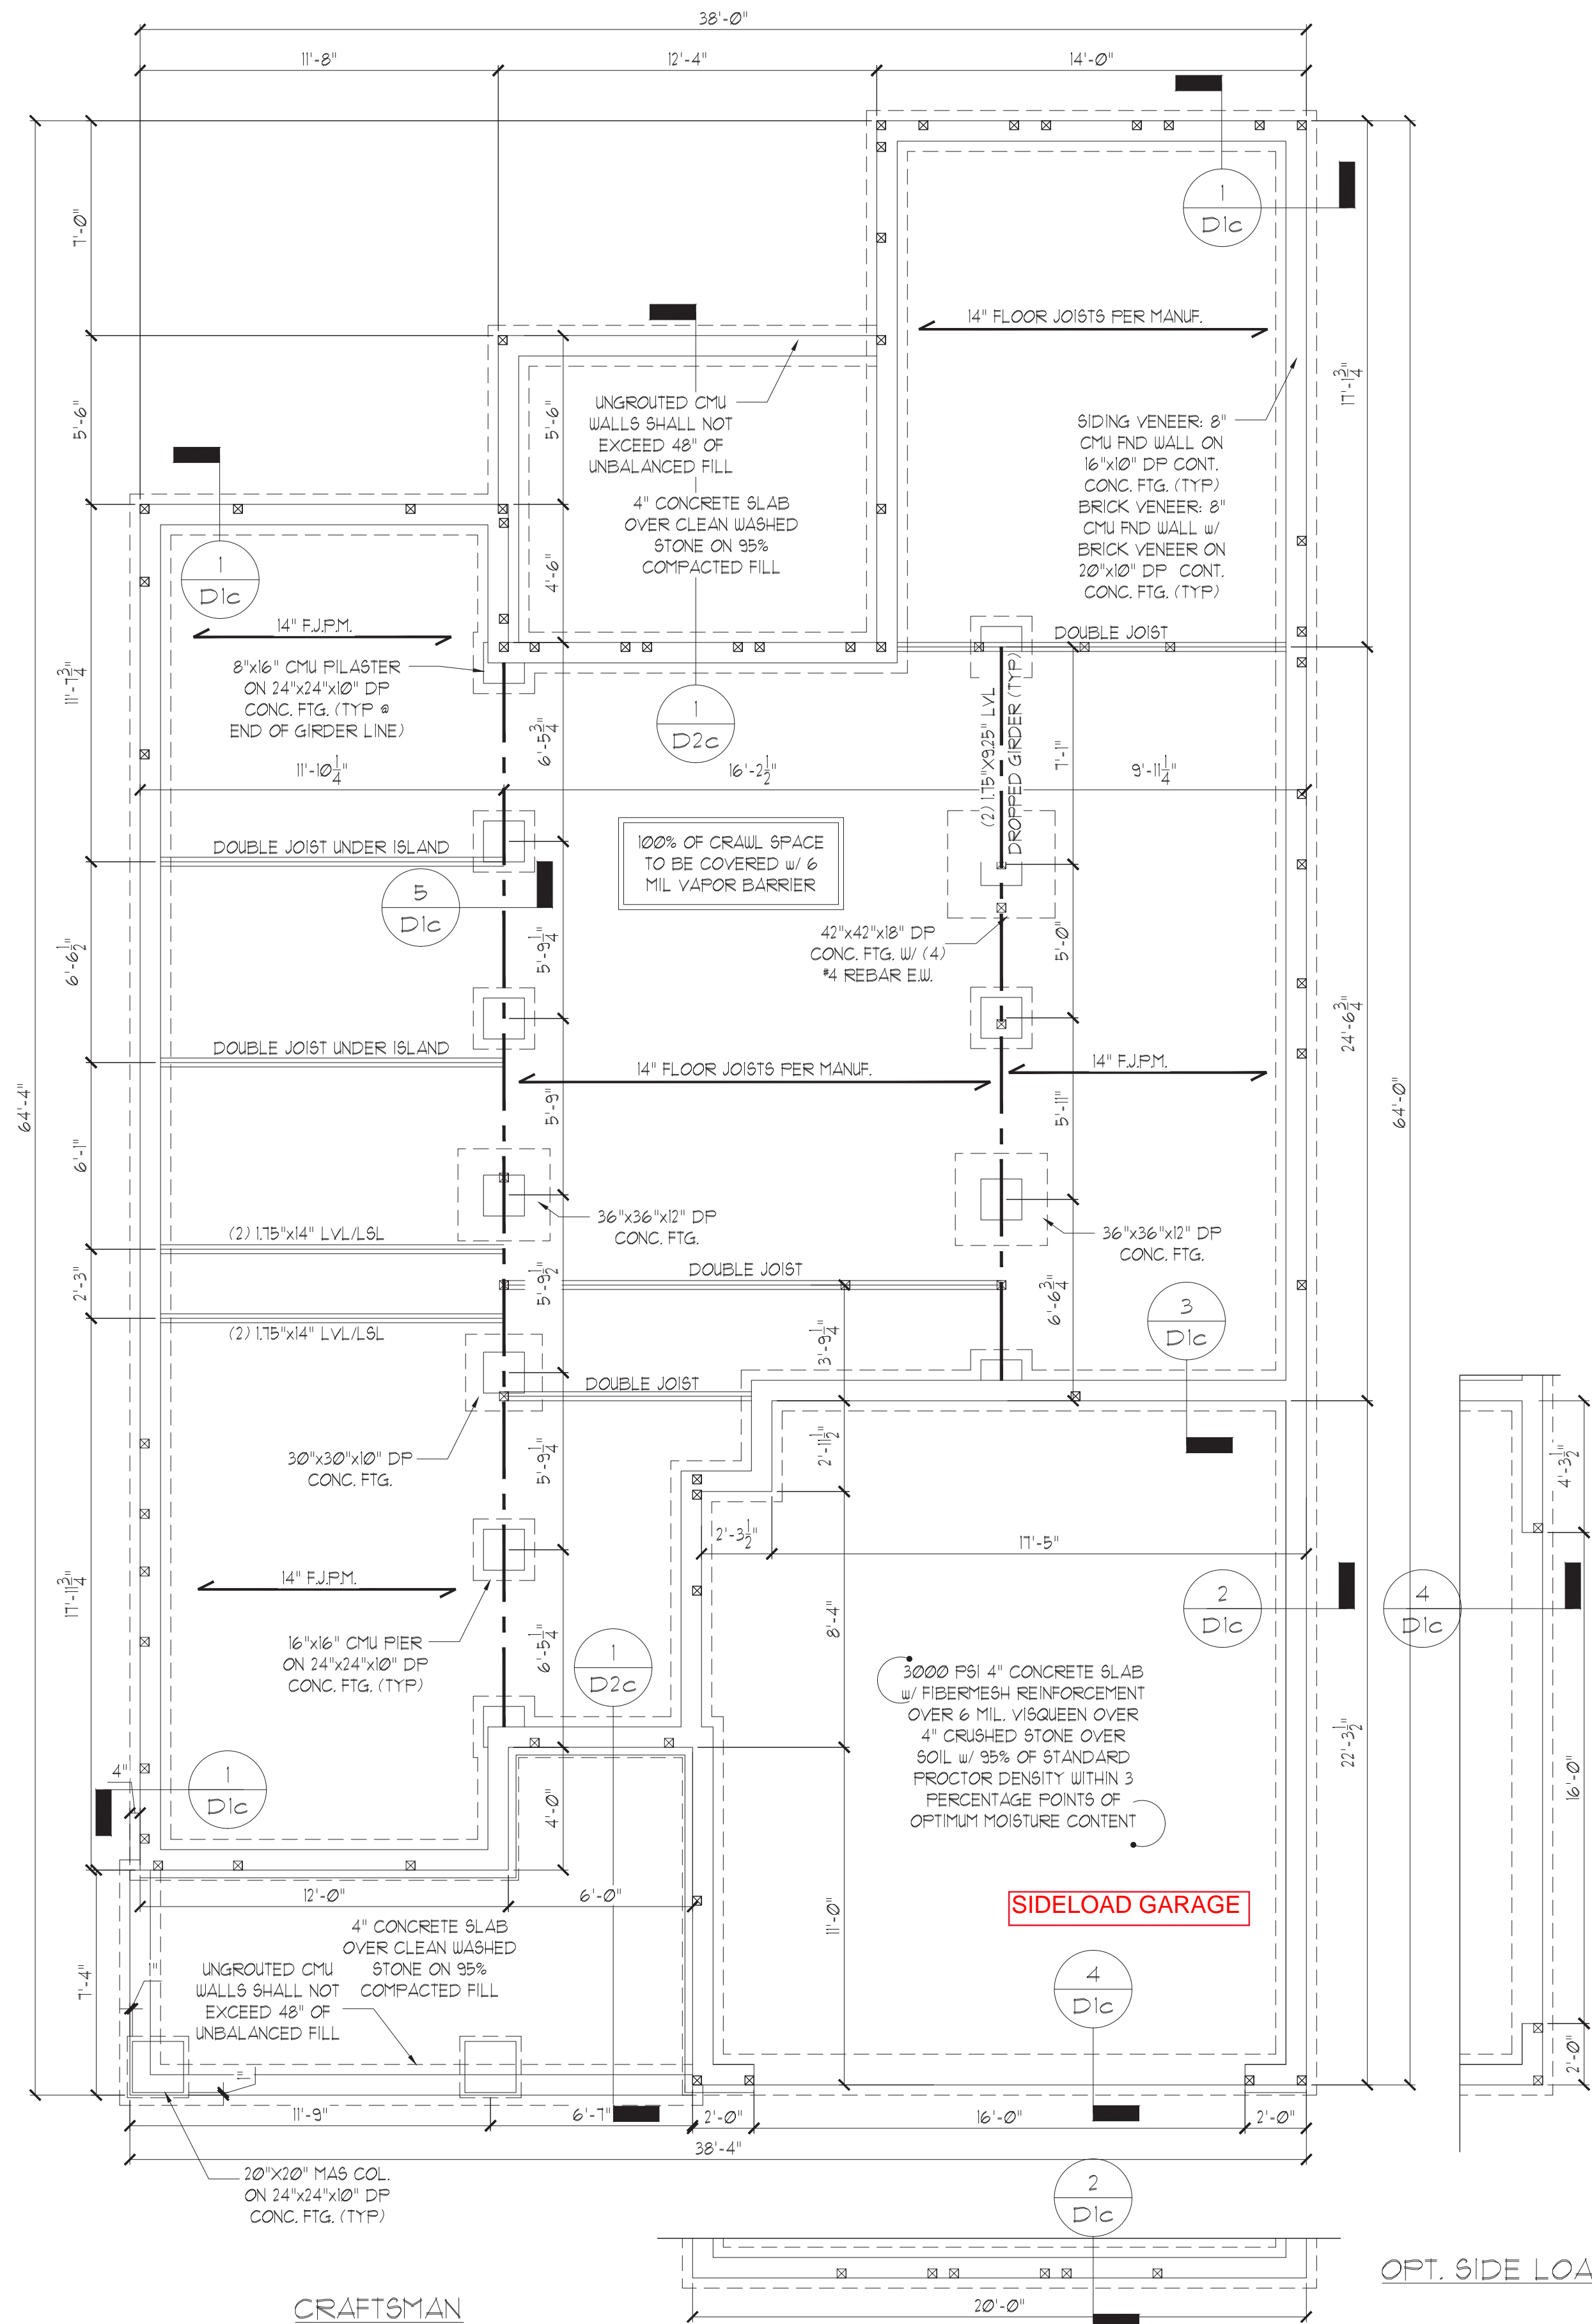 38'-0"
11'-8"
12'-4"
14'-0"
1
D1c
7'-0"
14" FLOOR JOISTS PER MANUF.
17'-1 3/4"
5'-6"
5'-6"
UNGROUTED CMU
WALLS SHALL NOT
EXCEED 48" OF
UNBALANCED FILL
4" CONCRETE SLAB
OVER CLEAN WASHED
STONE ON 95%
COMPACTED FILL
SIDING VENEER: 8"
CMU FND WALL ON
16"x10" DP CONT.
CONC. FTG. (TYP)
BRICK VENEER: 8"
CMU FND WALL w/
BRICK VENEER ON
20"x10" DP CONT.
CONC. FTG. (TYP)
1
D1c
4'-6"
14" F.J.P.M.
DOUBLE JOIST
8"x16" CMU PILASTER
ON 24"x24"x10" DP
CONC. FTG. (TYP @
END OF GIRDER LINE)
11'-7 3/4"
1
D2c
6'-5 3/4"
(2) 1.75"X9.25" LVL
DROPPED GIRDER (TYP)
7'-1"
11'-10 1/4"
16'-2 1/2"
9'-11 1/4"
DOUBLE JOIST UNDER ISLAND
100% OF CRAWL SPACE
TO BE COVERED w/ 6
MIL VAPOR BARRIER
5
D1c
6'-6 1/2"
5'-9 1/4"
42"x42"x18" DP
CONC. FTG. W/ (4)
#4 REBAR E.W.
5'-0"
24'-6 3/4"
DOUBLE JOIST UNDER ISLAND
14" FLOOR JOISTS PER MANUF.
14" F.J.P.M.
64'-4"
64'-0"
6'-1"
5'-9"
5'-11"
36"x36"x12" DP
CONC. FTG.
36"x36"x12" DP
CONC. FTG.
(2) 1.75"x14" LVL/LSL
2'-3"
5'-9 1/2"
DOUBLE JOIST
6'-6 3/4"
3
D1c
(2) 1.75"x14" LVL/LSL
3'-9 1/4"
DOUBLE JOIST
30"x30"x10" DP
CONC. FTG.
5'-9 1/4"
2'-11 1/2"
4'-3 1/2"
2'-3 1/2"
17'-5"
14" F.J.P.M.
17'-11 3/4"
2
D1c
4
D1c
16"x16" CMU PIER
ON 24"x24"x10" DP
CONC. FTG. (TYP)
6'-5 1/4"
1
D2c
8'-4"
3000 PSI 4" CONCRETE SLAB
w/ FIBERMESH REINFORCEMENT
OVER 6 MIL. VISQUEEN OVER
4" CRUSHED STONE OVER
SOIL w/ 95% OF STANDARD
PROCTOR DENSITY WITHIN 3
PERCENTAGE POINTS OF
OPTIMUM MOISTURE CONTENT
22'-3 1/2"
16'-0"
4"
1
D1c
4'-0"
12'-0"
6'-0"
11'-0"
SIDELOAD GARAGE
4" CONCRETE SLAB
OVER CLEAN WASHED
STONE ON 95%
COMPACTED FILL
1"
UNGROUTED CMU
WALLS SHALL NOT
EXCEED 48" OF
UNBALANCED FILL
4
D1c
7'-4"
2'-0"
11'-9"
6'-7"
2'-0"
16'-0"
2'-0"
38'-4"
20"X20" MAS COL.
ON 24"x24"x10" DP
CONC. FTG. (TYP)
2
D1c
20'-0"
OPT. SIDE LOA
CRAFTSMAN